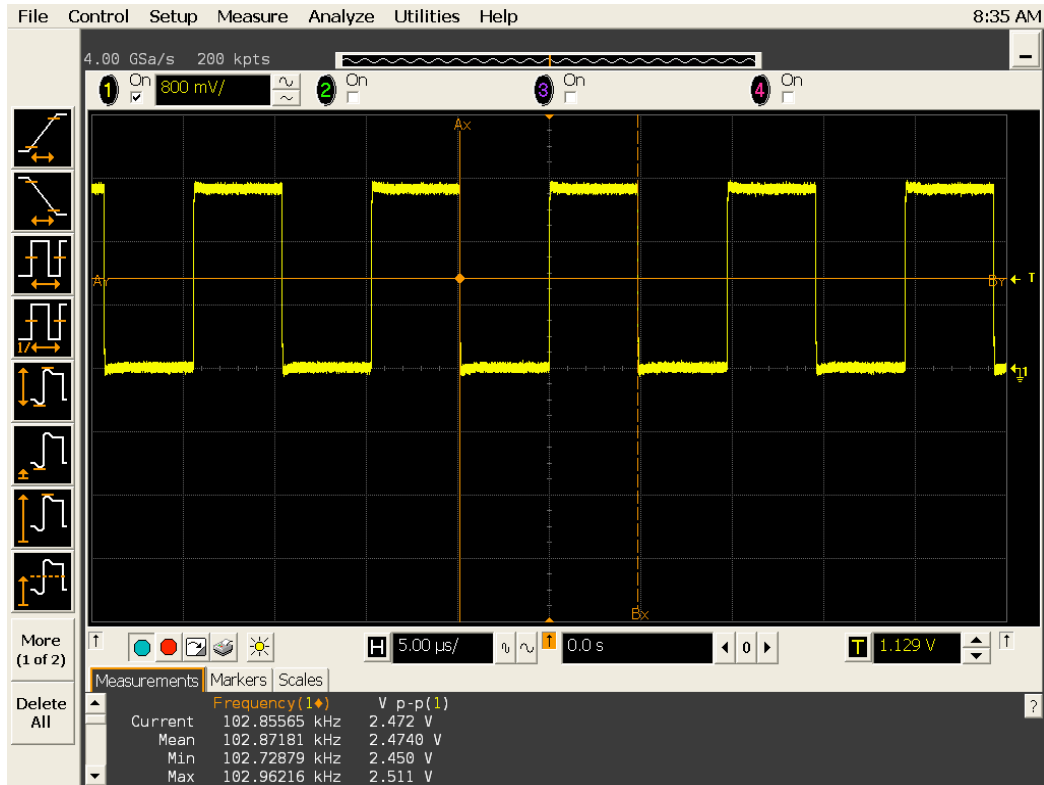 File Control Setup Measure Analyze Utilities Help 8:35 AM
4.00 GSa/s 200 kpts
1 On 800 mV/ 2 On 3 On 4 On
Ax
Ay By T
1
Bx
1/
More
(1 of 2)
Delete
All
H 5.00 µs/ 0.0 s 0 T 1.129 V
Measurements Markers Scales
Frequency(1♦) V p-p(1)
Current 102.85565 kHz 2.472 V
Mean 102.87181 kHz 2.4740 V
Min 102.72879 kHz 2.450 V
Max 102.96216 kHz 2.511 V
?